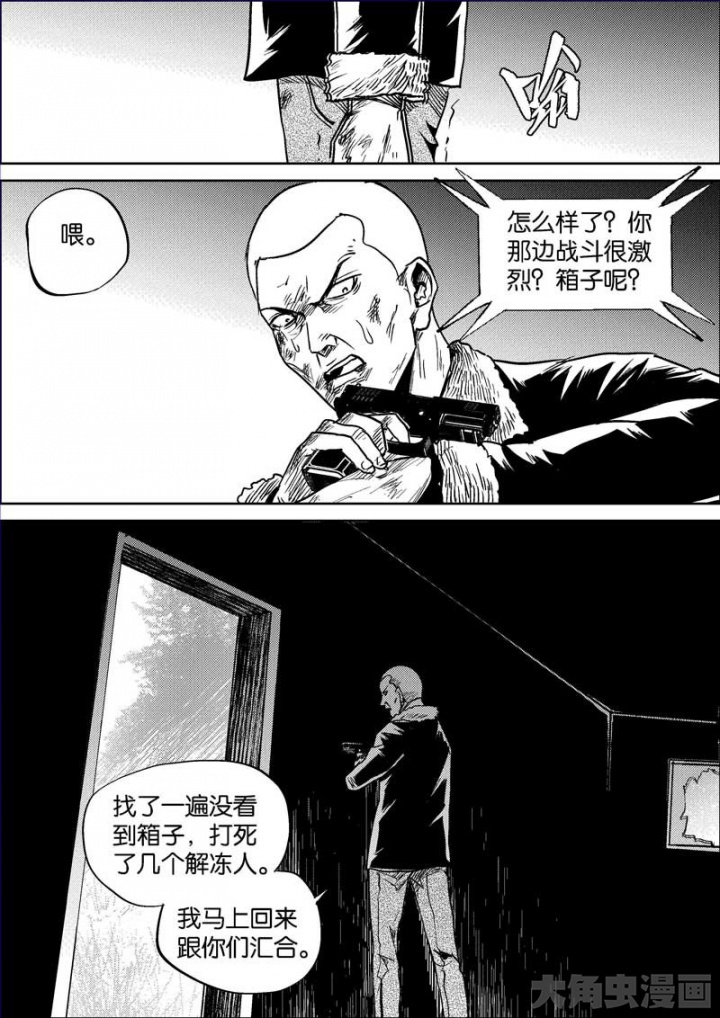 喂。
怎么样了？你
那边战斗很激
烈？箱子呢？
找了一遍没看
到箱子，打死
了几个解冻人。
我马上回来
跟你们汇合。
大角虫漫画